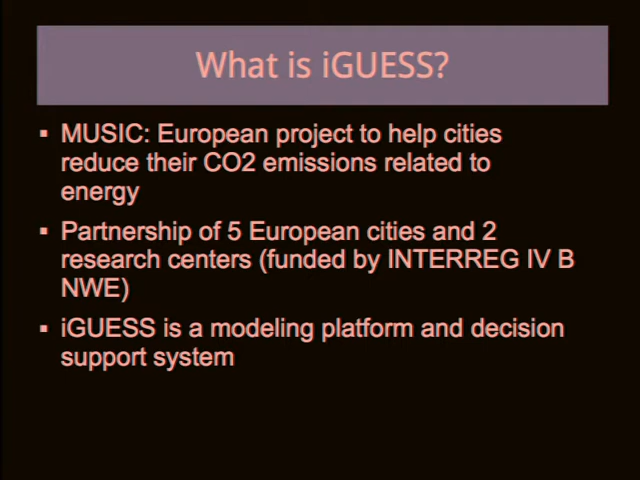 What is iGUESS?
▪ MUSIC: European project to help cities
reduce their CO2 emissions related to
energy
▪ Partnership of 5 European cities and 2
research centers (funded by INTERREG IV B
NWE)
▪ iGUESS is a modeling platform and decision
support system